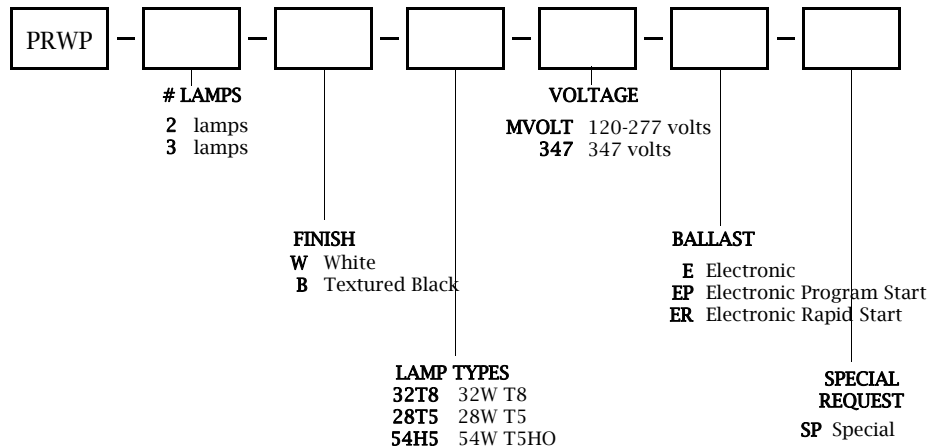 PRWP
# LAMPS
2 lamps
3 lamps
VOLTAGE
MVOLT 120-277 volts
347 347 volts
FINISH
W White
B Textured Black
BALLAST
E Electronic
EP Electronic Program Start
ER Electronic Rapid Start
LAMP TYPES
32T8 32W T8
28T5 28W T5
54H5 54W T5HO
SPECIAL
REQUEST
SP Special